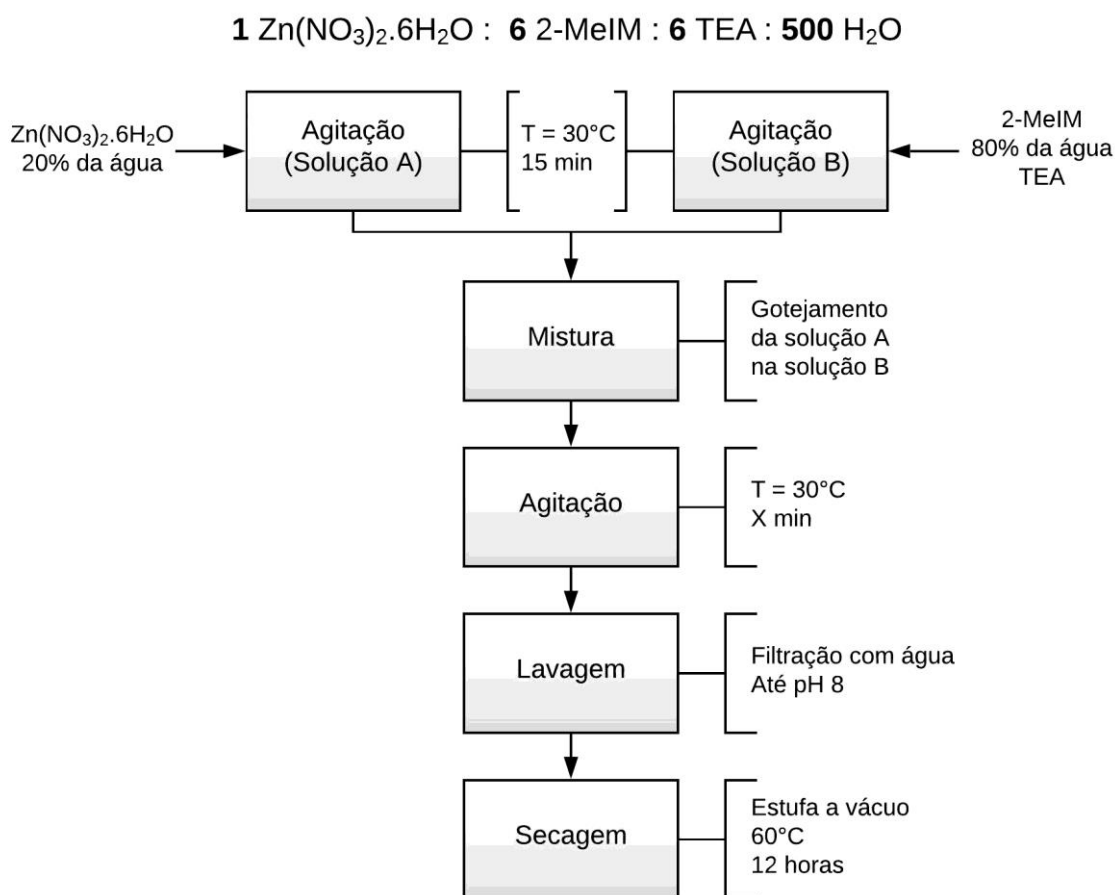 1 Zn(NO₃)₂.6H₂O : 6 2-MeIM : 6 TEA : 500 H₂O
Zn(NO₃)₂.6H₂O
20% da água
Agitação
(Solução A)
T = 30°C
15 min
Agitação
(Solução B)
2-MeIM
80% da água
TEA
Mistura
Gotejamento
da solução A
na solução B
Agitação
T = 30°C
X min
Lavagem
Filtração com água
Até pH 8
Secagem
Estufa a vácuo
60°C
12 horas